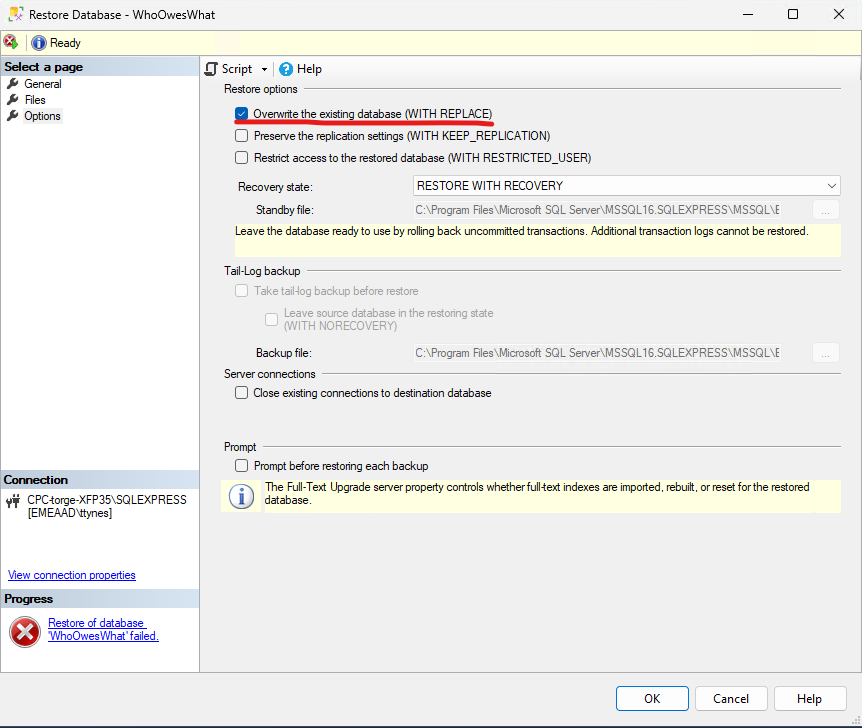 Restore Database - WhoOwesWhat
Ready
Select a page
General
Files
Options
Script
Help
Restore options
Overwrite the existing database (WITH REPLACE)
Preserve the replication settings (WITH KEEP_REPLICATION)
Restrict access to the restored database (WITH RESTRICTED_USER)
Recovery state:
RESTORE WITH RECOVERY
Standby file:
C:\Program Files\Microsoft SQL Server\MSSQL16.SQLEXPRESS\MSSQL\E
...
Leave the database ready to use by rolling back uncommitted transactions. Additional transaction logs cannot be restored.
Tail-Log backup
Take tail-log backup before restore
Leave source database in the restoring state
(WITH NORECOVERY)
Backup file:
C:\Program Files\Microsoft SQL Server\MSSQL16.SQLEXPRESS\MSSQL\E
...
Server connections
Close existing connections to destination database
Prompt
Prompt before restoring each backup
The Full-Text Upgrade server property controls whether full-text indexes are imported, rebuilt, or reset for the restored
database.
Connection
CPC-torge-XFP35\SQLEXPRESS
[EMEAAD\ttynes]
View connection properties
Progress
Restore of database
'WhoOwesWhat' failed.
OK
Cancel
Help